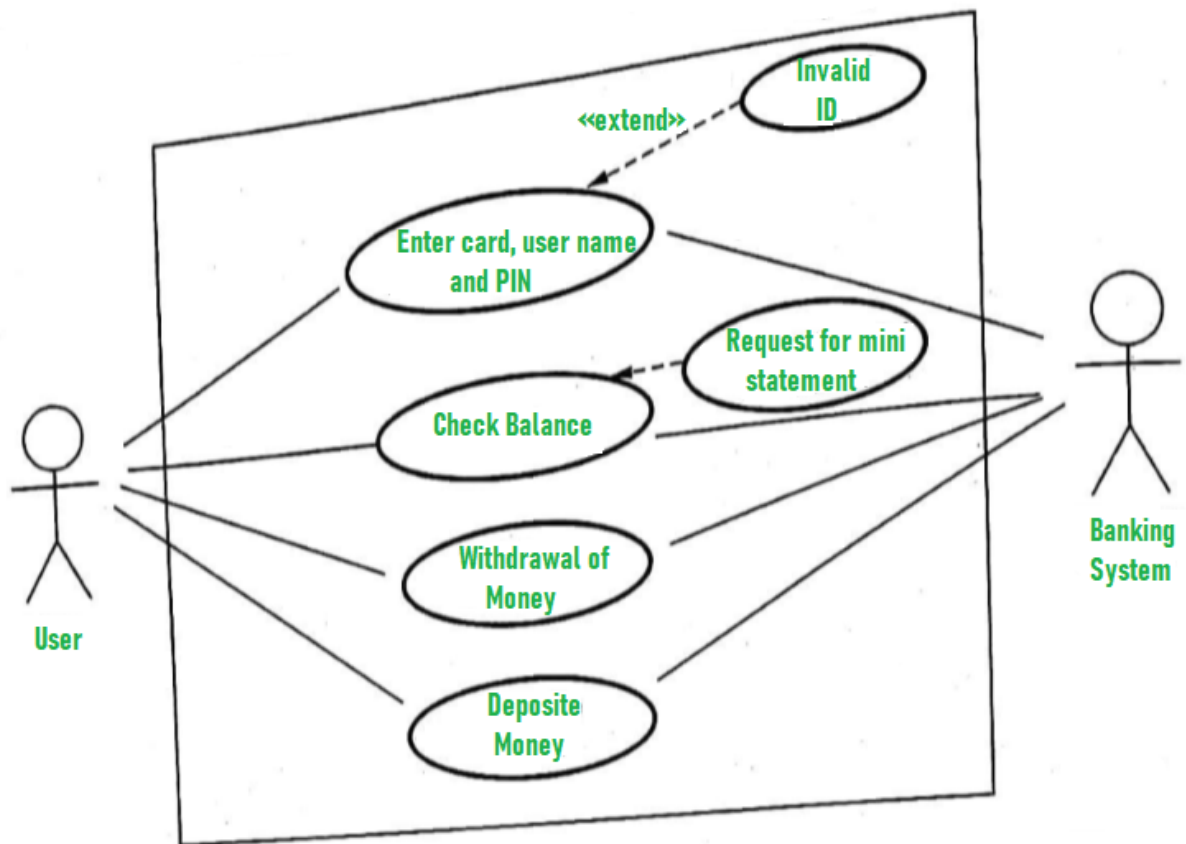 Invalid
ID
«extend»
Enter card, user name
and PIN
Request for mini
statement
Check Balance
Withdrawal of
Money
Deposite
Money
User
Banking
System